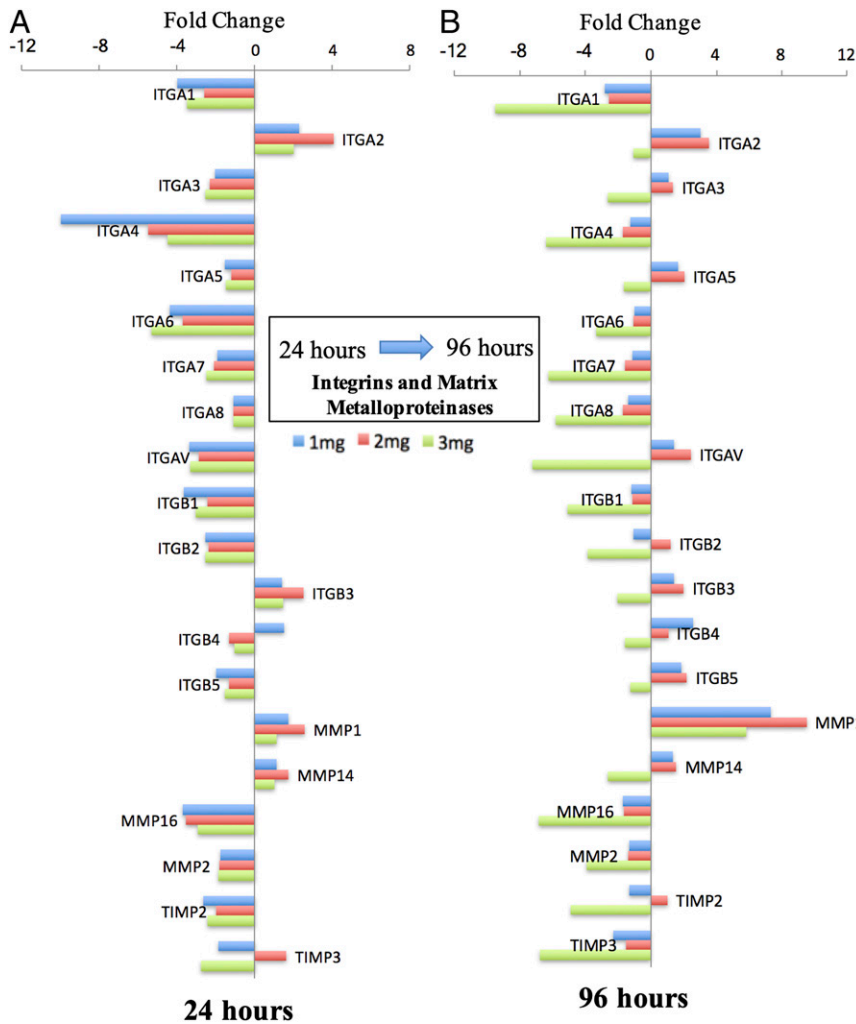 A
Fold Change
-12 -8 -4 0 4 8
ITGA1
ITGA2
ITGA3
ITGA4
ITGA5
ITGA6
ITGA7
ITGA8
ITGAV
ITGB1
ITGB2
ITGB3
ITGB4
ITGB5
MMP1
MMP14
MMP16
MMP2
TIMP2
TIMP3
24 hours
24 hours 96 hours
Integrins and Matrix
Metalloproteinases
1mg 2mg 3mg
B
Fold Change
-12 -8 -4 0 4 8 12
ITGA1
ITGA2
ITGA3
ITGA4
ITGA5
ITGA6
ITGA7
ITGA8
ITGAV
ITGB1
ITGB2
ITGB3
ITGB4
ITGB5
MMP
MMP14
MMP16
MMP2
TIMP2
TIMP3
96 hours